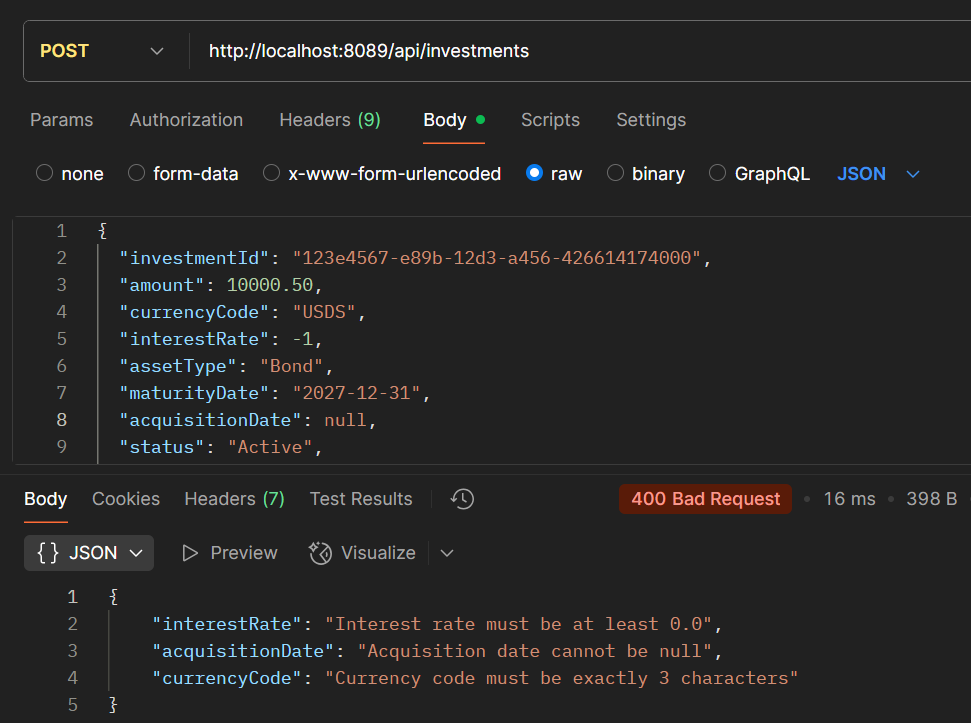 POST http://localhost:8089/api/investments
Params Authorization Headers (9) Body Scripts Settings
none form-data x-www-form-urlencoded raw binary GraphQL JSON
1 {
2 "investmentId": "123e4567-e89b-12d3-a456-426614174000",
3 "amount": 10000.50,
4 "currencyCode": "USDS",
5 "interestRate": -1,
6 "assetType": "Bond",
7 "maturityDate": "2027-12-31",
8 "acquisitionDate": null,
9 "status": "Active",
Body Cookies Headers (7) Test Results 400 Bad Request 16 ms 398 B
{} JSON Preview Visualize
1 {
2 "interestRate": "Interest rate must be at least 0.0",
3 "acquisitionDate": "Acquisition date cannot be null",
4 "currencyCode": "Currency code must be exactly 3 characters"
5 }